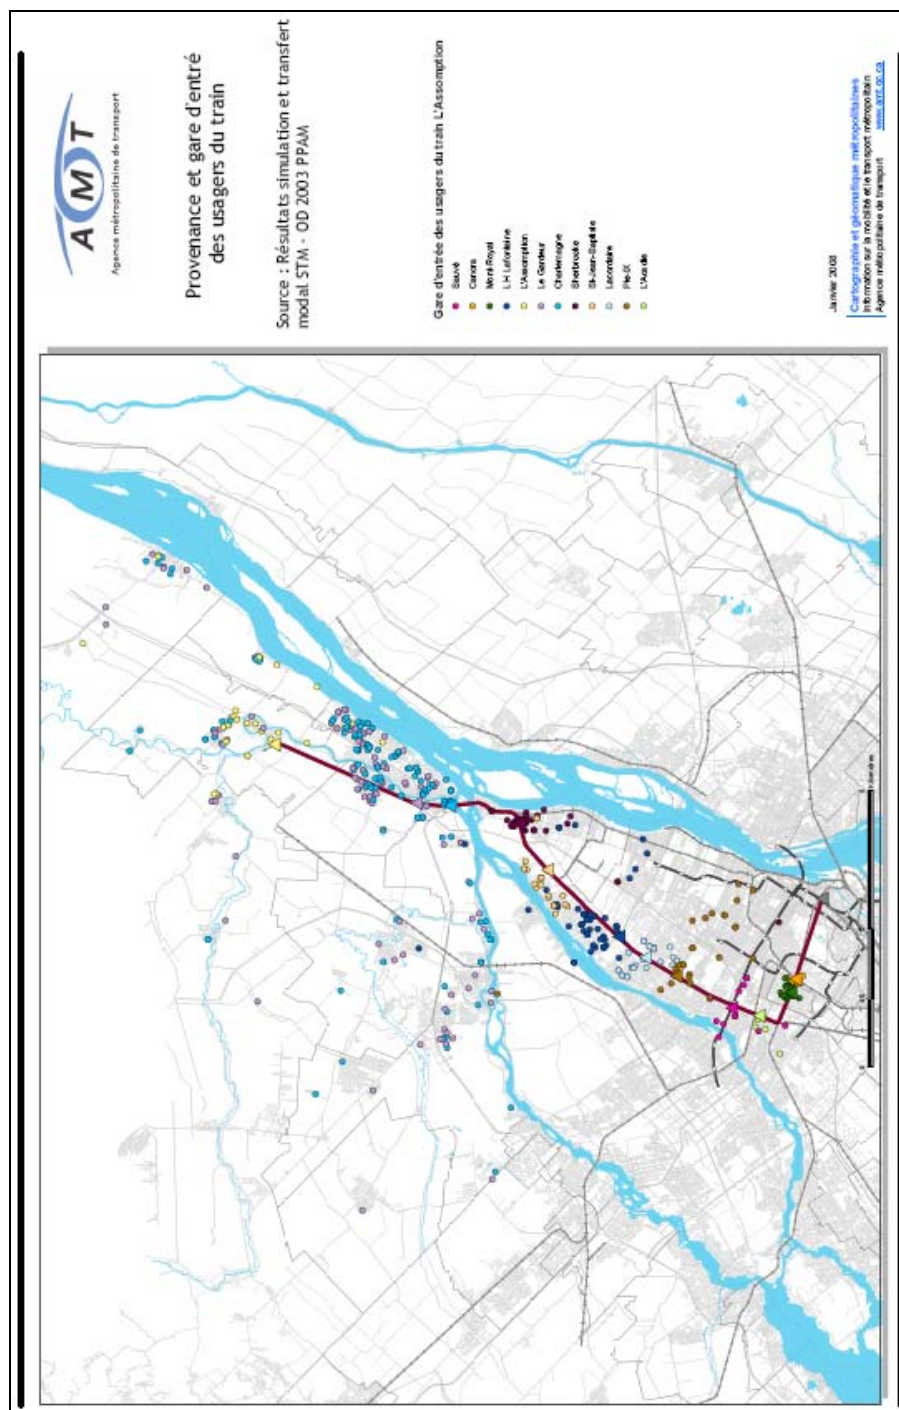 AMT
Agence métropolitaine de transport
Provenance et gare d'entré
des usagers du train
Source : Résultats simulation et transfert
modal STM - OD 2003 PPAM
Gare d'entrée des usagers du train L'Assomption
Sauvé
Canora
Mont-Royal
L H Lafontaine
L'Assomption
Le Gardeur
Charlemagne
Sherbrooke
St-Jean-Baptiste
Lacordaire
Pie-IX
L'Acadie
Janvier 2008
Cartographie et géomatique métropolitaines
Information sur la mobilité et le transport métropolitain
Agence métropolitaine de transport
www.amt.qc.ca